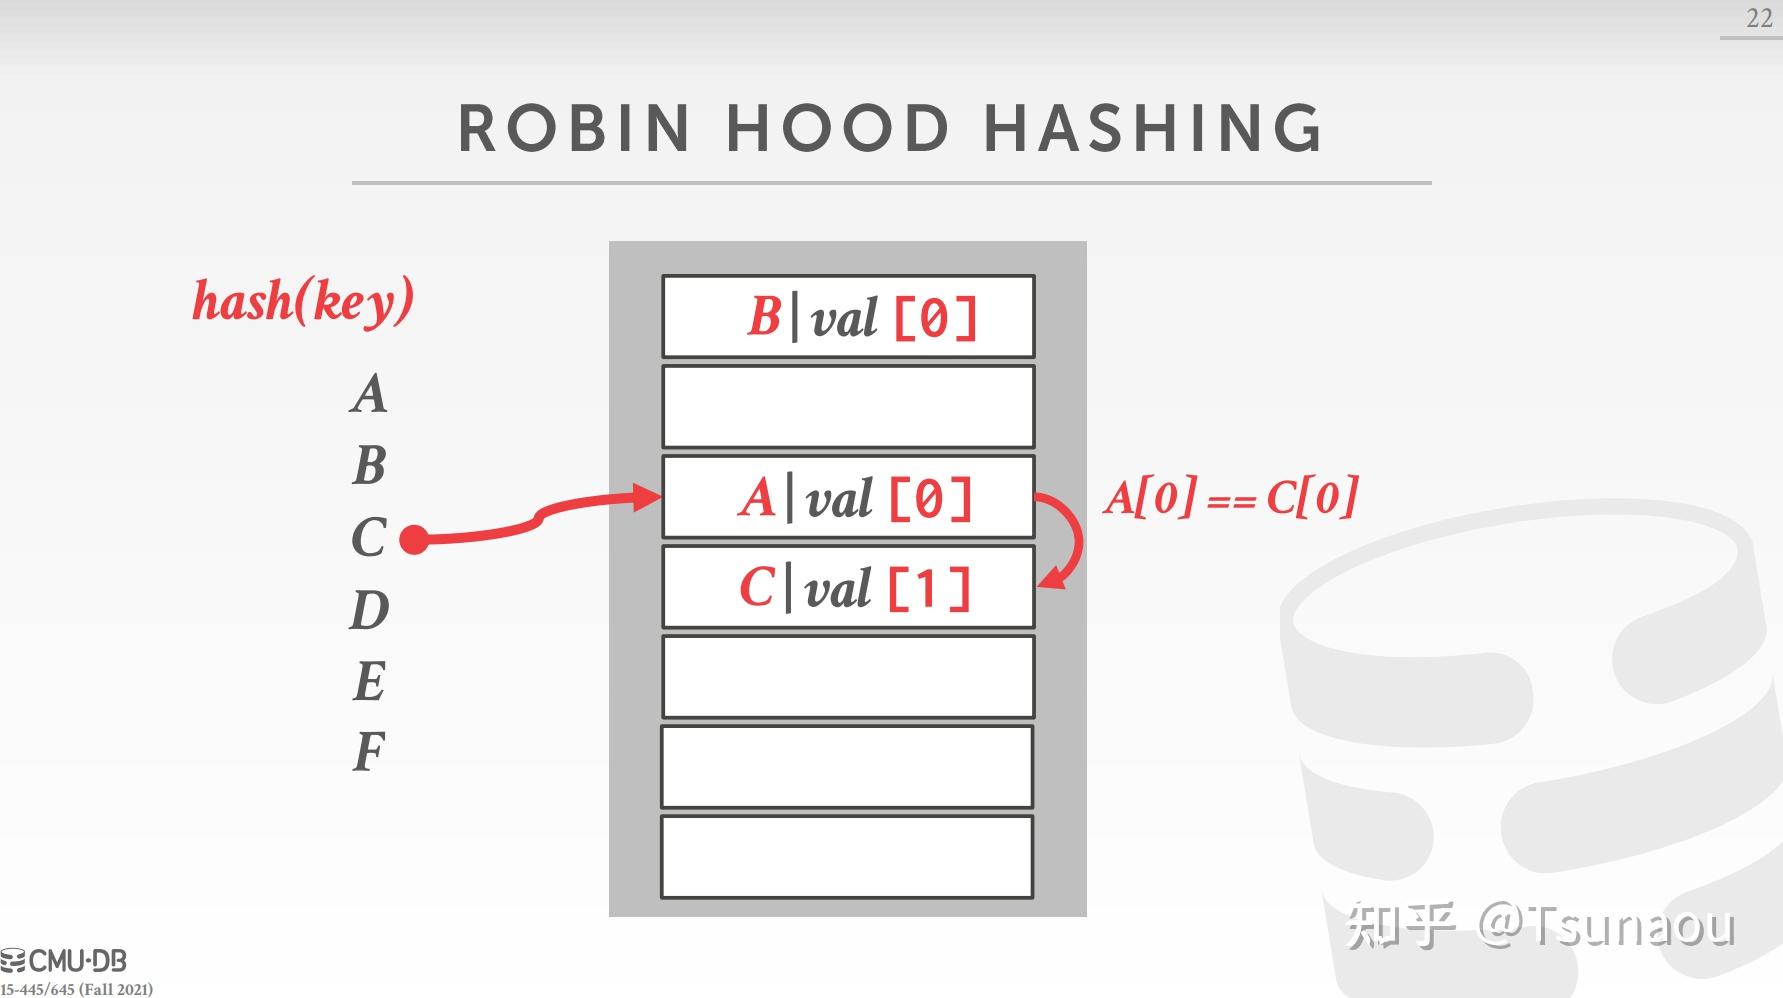 22
ROBIN HOOD HASHING
hash(key)
A
B
C
D
E
F
B|val [0]
A|val [0]
C|val [1]
A[0] == C[0]
CMU·DB
15-445/645 (Fall 2021)
知乎 @Tsunaou